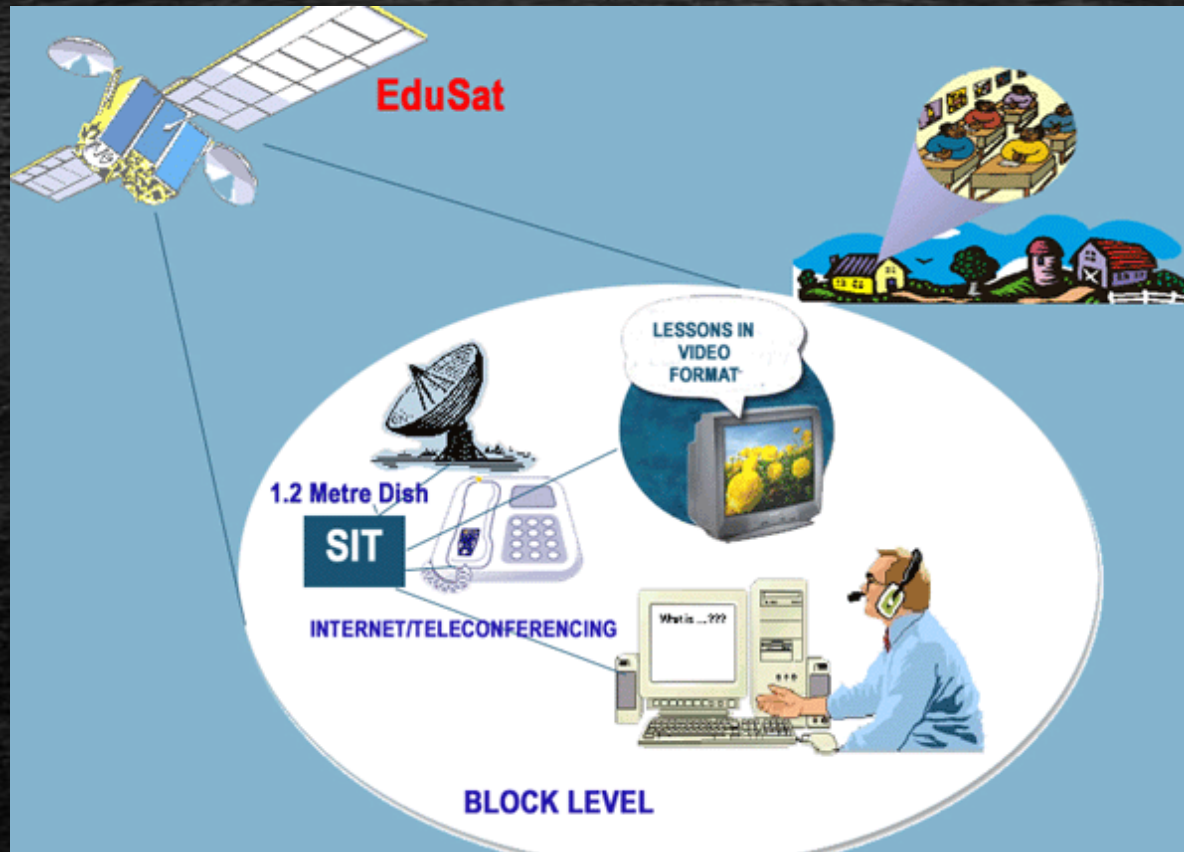 EduSat
LESSONS IN
VIDEO
FORMAT
1.2 Metre Dish
SIT
INTERNET/TELECONFERENCING
What is ...???
BLOCK LEVEL